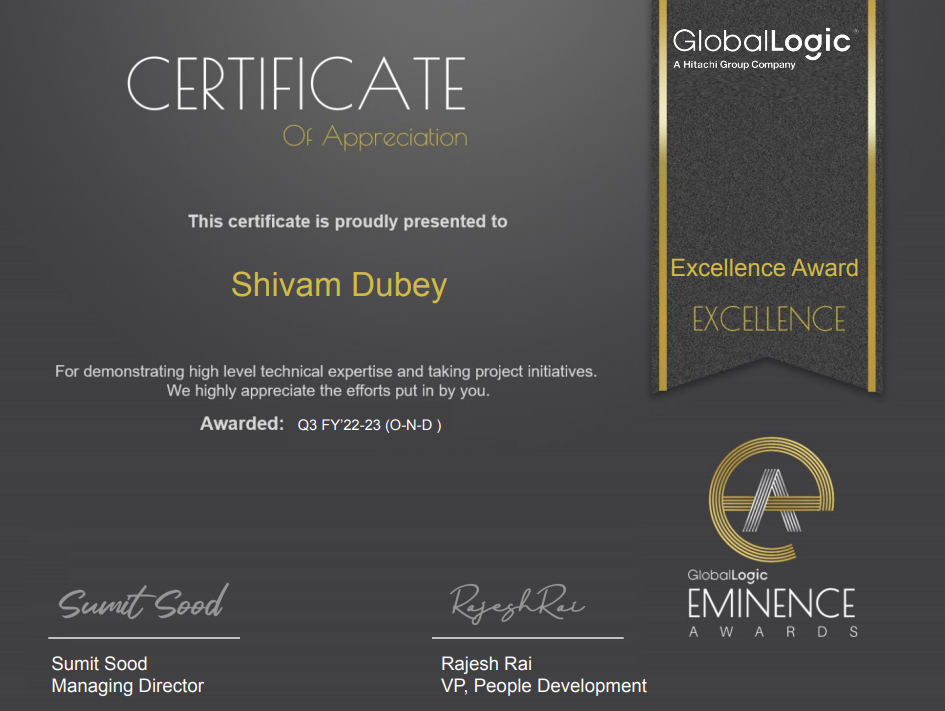 CERTIFICATE
Of Appreciation
GlobalLogic®
A Hitachi Group Company
This certificate is proudly presented to
Shivam Dubey
Excellence Award
EXCELLENCE
For demonstrating high level technical expertise and taking project initiatives.
We highly appreciate the efforts put in by you.
Awarded: Q3 FY'22-23 (O-N-D )
GlobalLogic
EMINENCE
AWARDS
Sumit Sood
RajeshRai
Sumit Sood
Managing Director
Rajesh Rai
VP, People Development